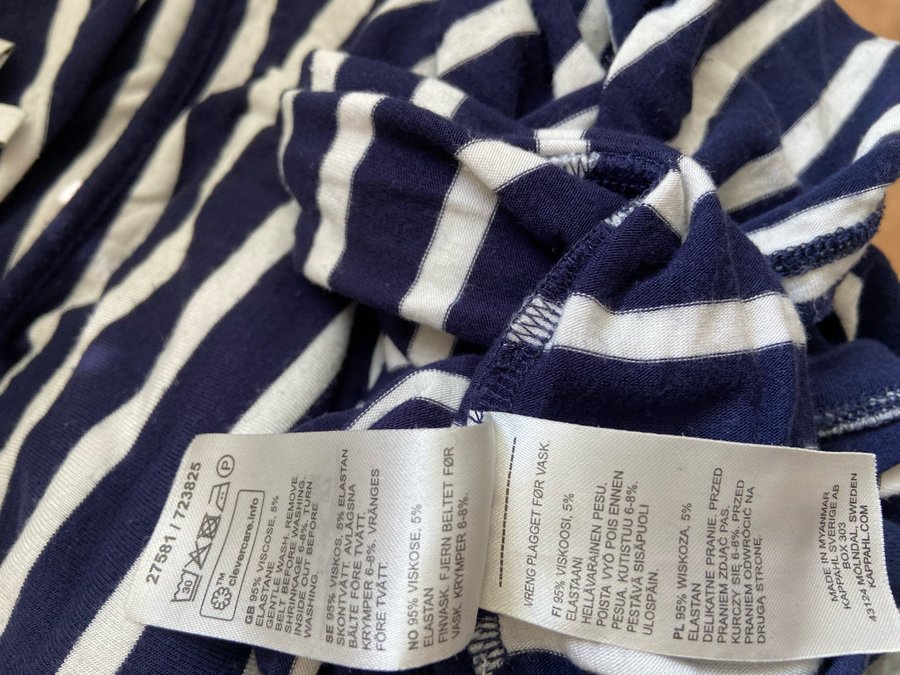 27581 / 723825
30
P
™ clevercare.info
GB 95% VISCOSE, 5%
ELASTAN
GENTLE WASH. REMOVE
BELT BEFORE WASHING.
SHRINKAGE 6-8%. TURN
INSIDE OUT BEFORE
WASHING.
SE 95% VISKOS, 5% ELASTAN
SKONTVÄTT. AVLÄGSNA
BÄLTE FÖRE TVÄTT.
KRYMPER 6-8%. VRÄNGES
FÖRE TVÄTT
NO 95% VISKOSE, 5%
ELASTAN
FINVASK. FJERN BELTET FØR
VASK. KRYMPER 6-8%.
VRENG PLAGGET FØR VASK.
FI 95% VISKOOSI, 5%
ELASTAANI
HELLÄVARAINEN PESU.
POISTA VYÖ POIS ENNEN
PESUA. KUTISTUU 6-8%.
PESTÄVÄ SISÄPUOLI
ULOSPÄIN.
PL 95% WISKOZA, 5%
ELASTAN
DELIKATNE PRANIE. PRZED
PRANIEM ZDJĄĆ PAS.
KURCZY SIĘ 6-8%. PRZED
PRANIEM WYWRÓCIĆ NA
DRUGĄ STRONĘ.
MADE IN MYANMAR
KAPPAHL SVERIGE AB
BOX 303
43124 MÖLNDAL, SWEDEN
KAPPAHL.COM